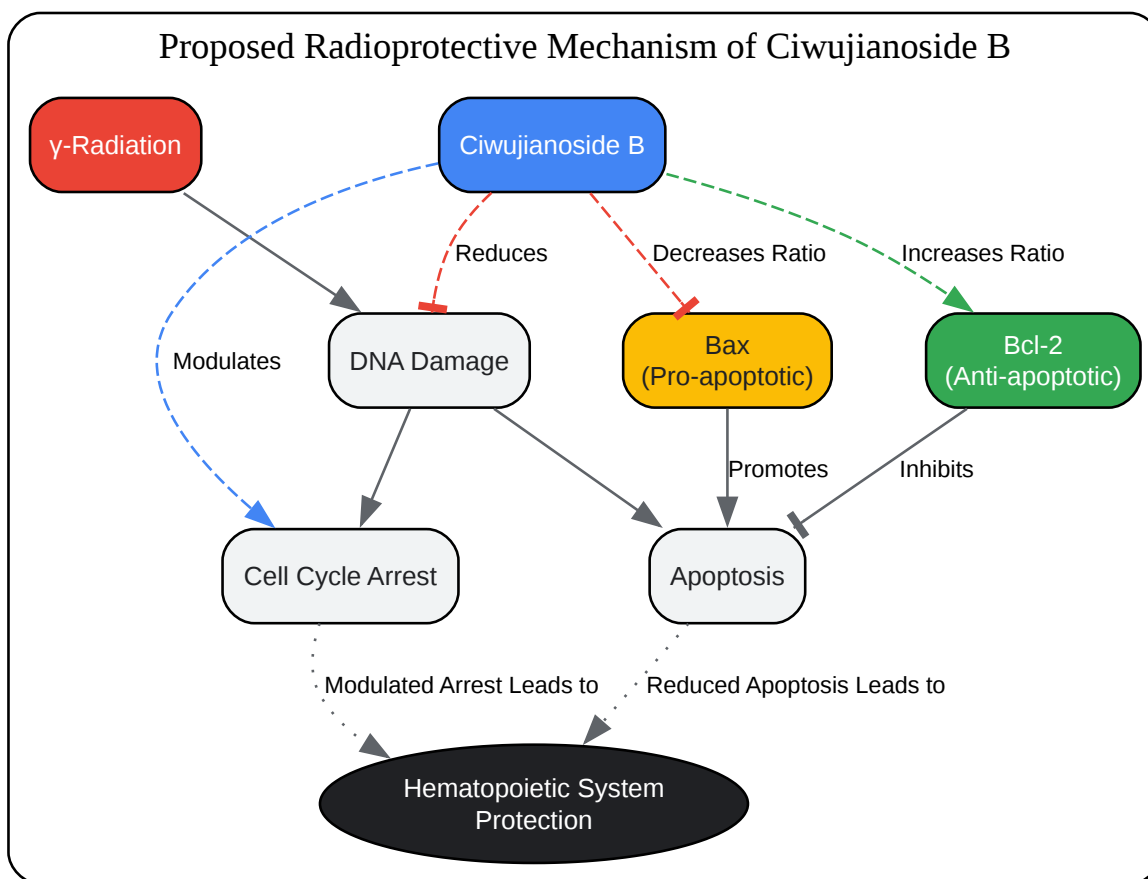 Proposed Radioprotective Mechanism of Ciwujianoside B
γ-Radiation
Ciwujianoside B
Reduces
Decreases Ratio
Increases Ratio
Modulates
DNA Damage
Bax
(Pro-apoptotic)
Bcl-2
(Anti-apoptotic)
Promotes
Inhibits
Cell Cycle Arrest
Apoptosis
Modulated Arrest Leads to
Reduced Apoptosis Leads to
Hematopoietic System
Protection